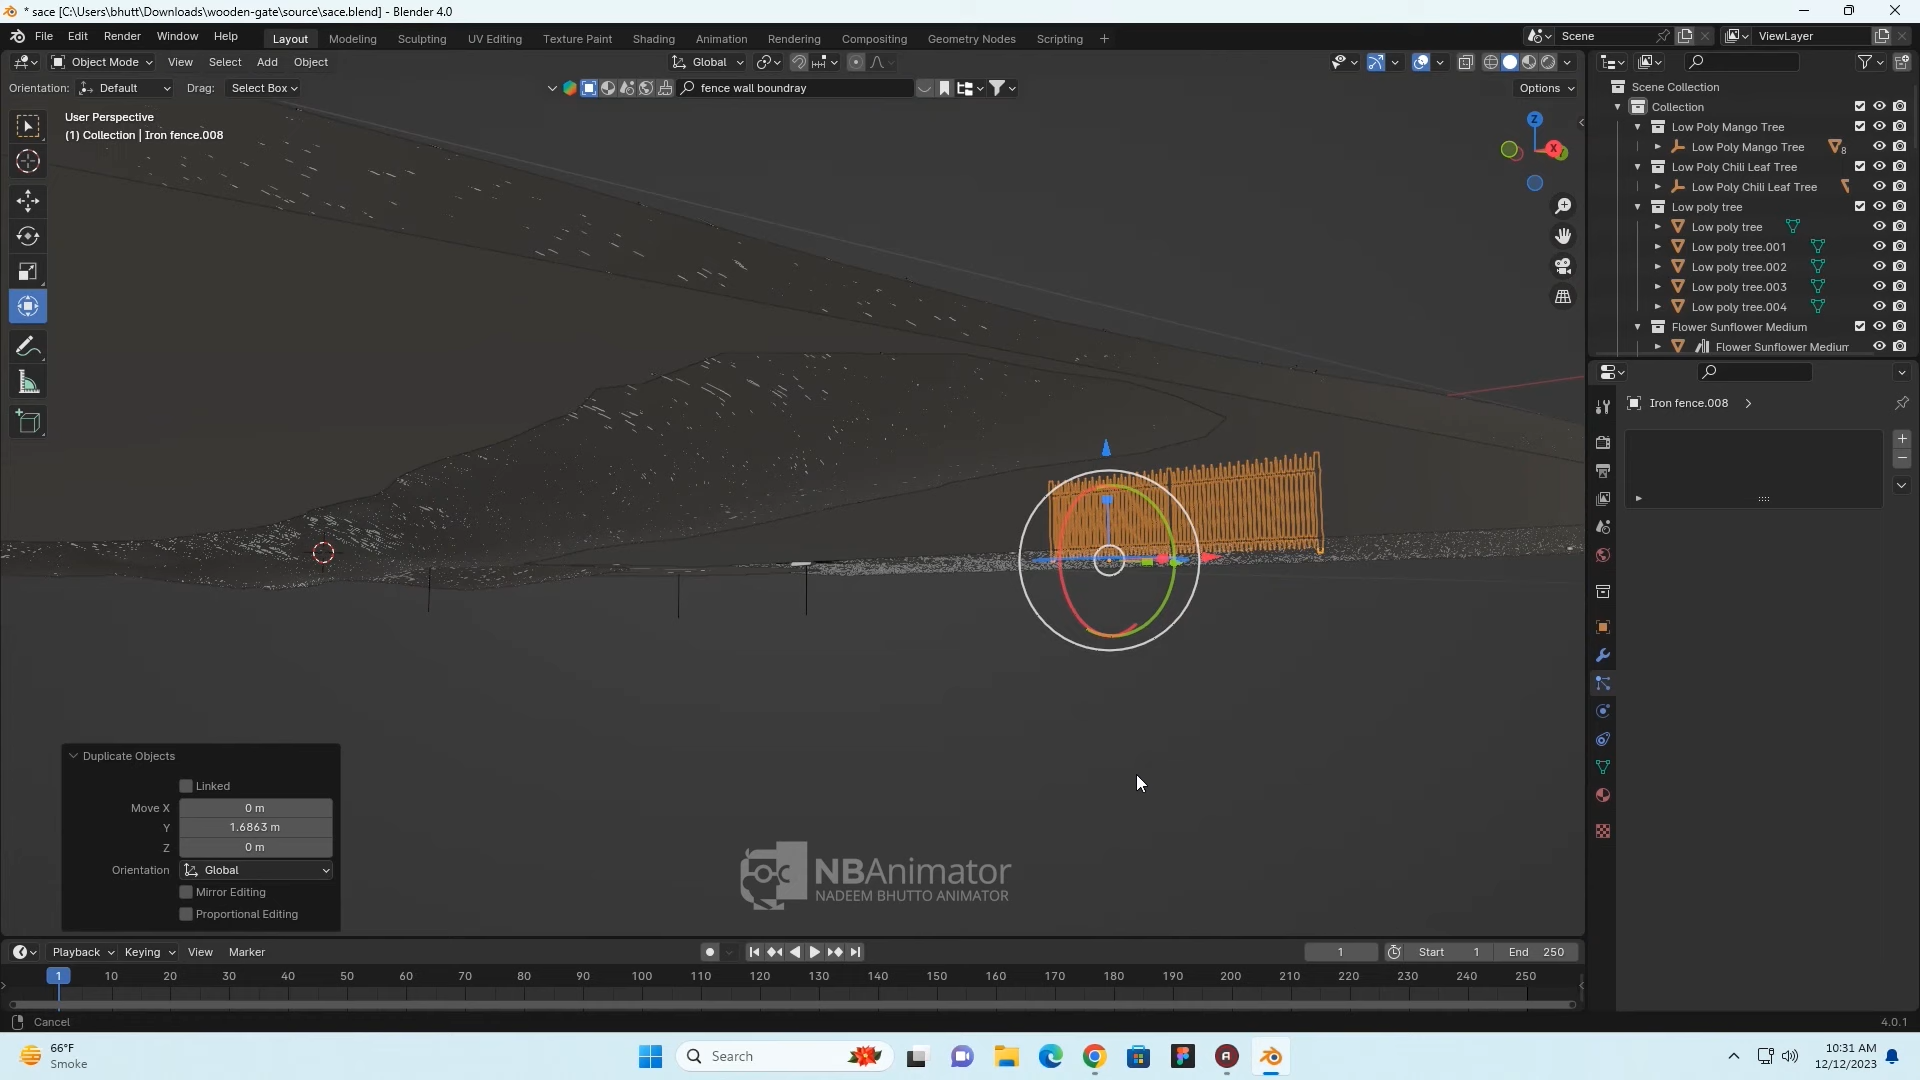 * sace [C:\Users\bhutt\Downloads\wooden-gate\source\sace.blend] - Blender 4.0
File Edit Render Window Help
Layout Modeling Sculpting UV Editing Texture Paint Shading Animation Rendering Compositing Geometry Nodes Scripting +
Scene ViewLayer
Object Mode View Select Add Object
Global
Orientation: Default Drag: Select Box
fence wall boundray
Options
User Perspective
(1) Collection | Iron fence.008
Z
X
Scene Collection
Collection
Low Poly Mango Tree
Low Poly Mango Tree 8
Low Poly Chili Leaf Tree
Low Poly Chili Leaf Tree
Low poly tree
Low poly tree
Low poly tree.001
Low poly tree.002
Low poly tree.003
Low poly tree.004
Flower Sunflower Medium
Flower Sunflower Medium
Iron fence.008
Duplicate Objects
Linked
Move X 0 m
Y 1.6863 m
Z 0 m
Orientation Global
Mirror Editing
Proportional Editing
NBAnimator
NADEEM BHUTTO ANIMATOR
Playback Keying View Marker
1 Start 1 End 250
1 10 20 30 40 50 60 70 80 90 100 110 120 130 140 150 160 170 180 190 200 210 220 230 240 250
Cancel
4.0.1
66°F
Smoke
Search
10:31 AM
12/12/2023